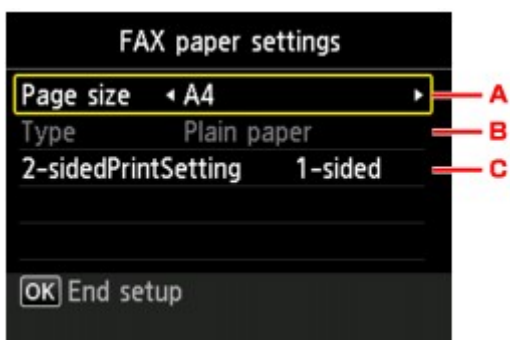 FAX paper settings
Page size A4 A
Type Plain paper B
2-sidedPrintSetting 1-sided C
OK End setup